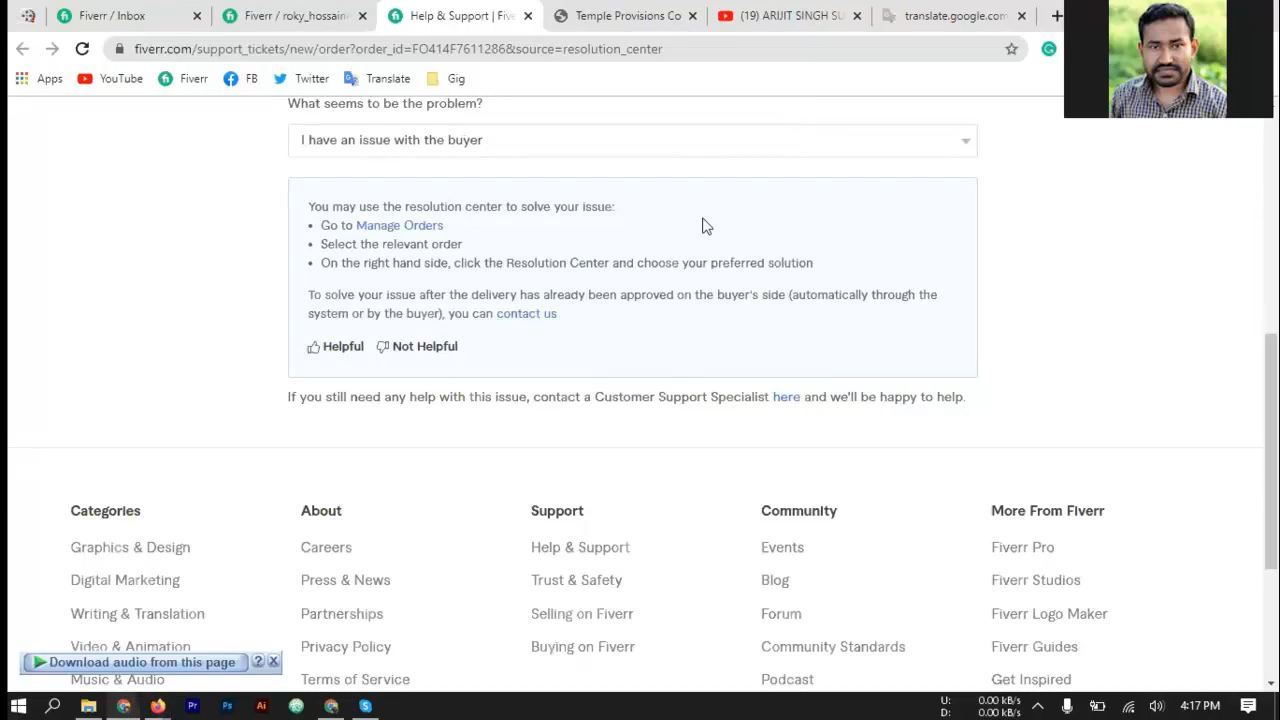 Fiverr / Inbox
Fiverr / roky_hossain
Help & Support | Five
Temple Provisions Co
(19) ARIJIT SINGH SU
translate.google.com
fiverr.com/support_tickets/new/order?order_id=FO414F7611286&source=resolution_center
Apps YouTube Fiverr FB Twitter Translate Gig
What seems to be the problem?
I have an issue with the buyer
You may use the resolution center to solve your issue:
• Go to Manage Orders
• Select the relevant order
• On the right hand side, click the Resolution Center and choose your preferred solution
To solve your issue after the delivery has already been approved on the buyer's side (automatically through the
system or by the buyer), you can contact us
Helpful Not Helpful
If you still need any help with this issue, contact a Customer Support Specialist here and we'll be happy to help.
Categories
Graphics & Design
Digital Marketing
Writing & Translation
Video & Animation
Music & Audio
About
Careers
Press & News
Partnerships
Privacy Policy
Terms of Service
Support
Help & Support
Trust & Safety
Selling on Fiverr
Buying on Fiverr
Community
Events
Blog
Forum
Community Standards
Podcast
More From Fiverr
Fiverr Pro
Fiverr Studios
Fiverr Logo Maker
Fiverr Guides
Get Inspired
Download audio from this page ? X
Pr Ps Ai
U: 0.00 kB/s
D: 0.00 kB/s
4:17 PM